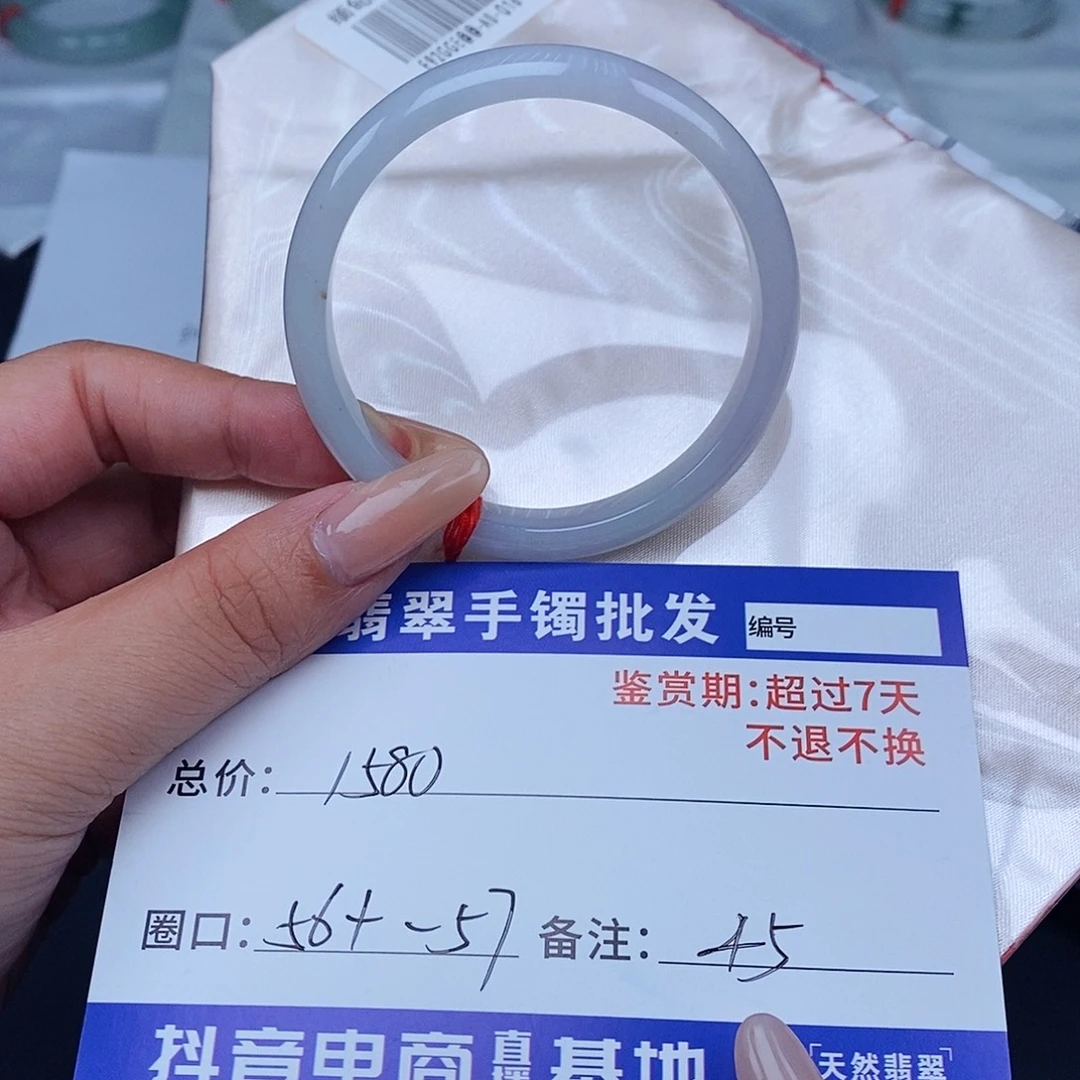 翡翠手镯批发
编号
鉴赏期:超过7天
不退不换
总价: 1580
圈口: 56+-57 备注: 45
抖音电商直播基地
「天然翡翠」